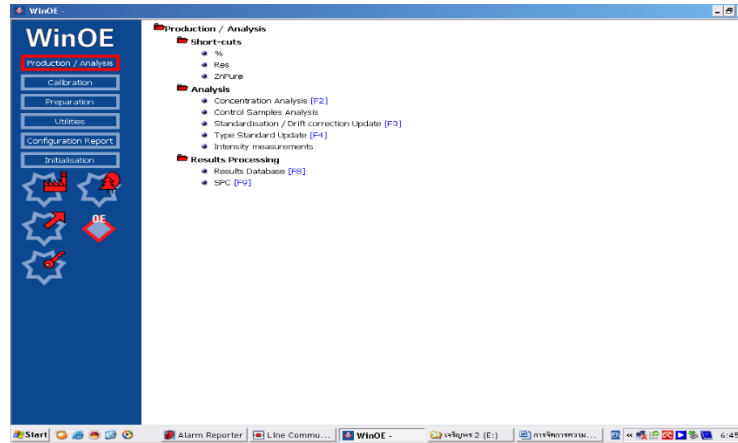 WinOE -
WinOE
Production / Analysis
Calibration
Preparation
Utilities
Configuration Report
Initialisation
OE
Production / Analysis
Short-cuts
%
Res
ZnPure
Analysis
Concentration Analysis [F2]
Control Samples Analysis
Standardisation / Drift correction Update [F3]
Type Standard Update [F4]
Intensity measurements
Results Processing
Results Database [F8]
SPC [F9]
Start
Alarm Reporter
Line Commu...
WinOE -
เจริญพร 2 (E:)
การจัดการความ...
6:45